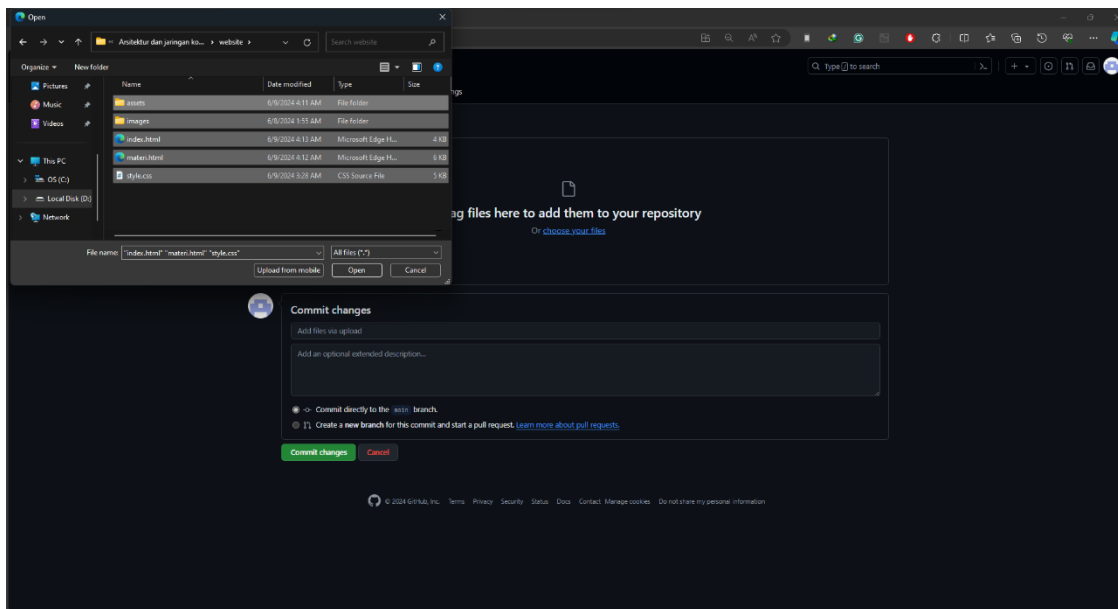 Open
Arsitektur dan jaringan ko... › website ›
Search website
Organize
New folder
Pictures
Music
Videos
This PC
OS (C:)
Local Disk (D:)
Network
Name Date modified Type Size
assets 6/9/2024 4:11 AM File folder
images 6/8/2024 1:55 AM File folder
index.html 6/9/2024 4:13 AM Microsoft Edge H... 4 KB
materi.html 6/9/2024 4:12 AM Microsoft Edge H... 6 KB
style.css 6/9/2024 3:28 AM CSS Source File 5 KB
File name: "index.html" "materi.html" "style.css"
All files (*.*)
Upload from mobile Open Cancel
Type / to search
ngs
ag files here to add them to your repository
Or choose your files
Commit changes
Add files via upload
Add an optional extended description...
Commit directly to the main branch.
Create a new branch for this commit and start a pull request. Learn more about pull requests.
Commit changes Cancel
© 2024 GitHub, Inc. Terms Privacy Security Status Docs Contact Manage cookies Do not share my personal information